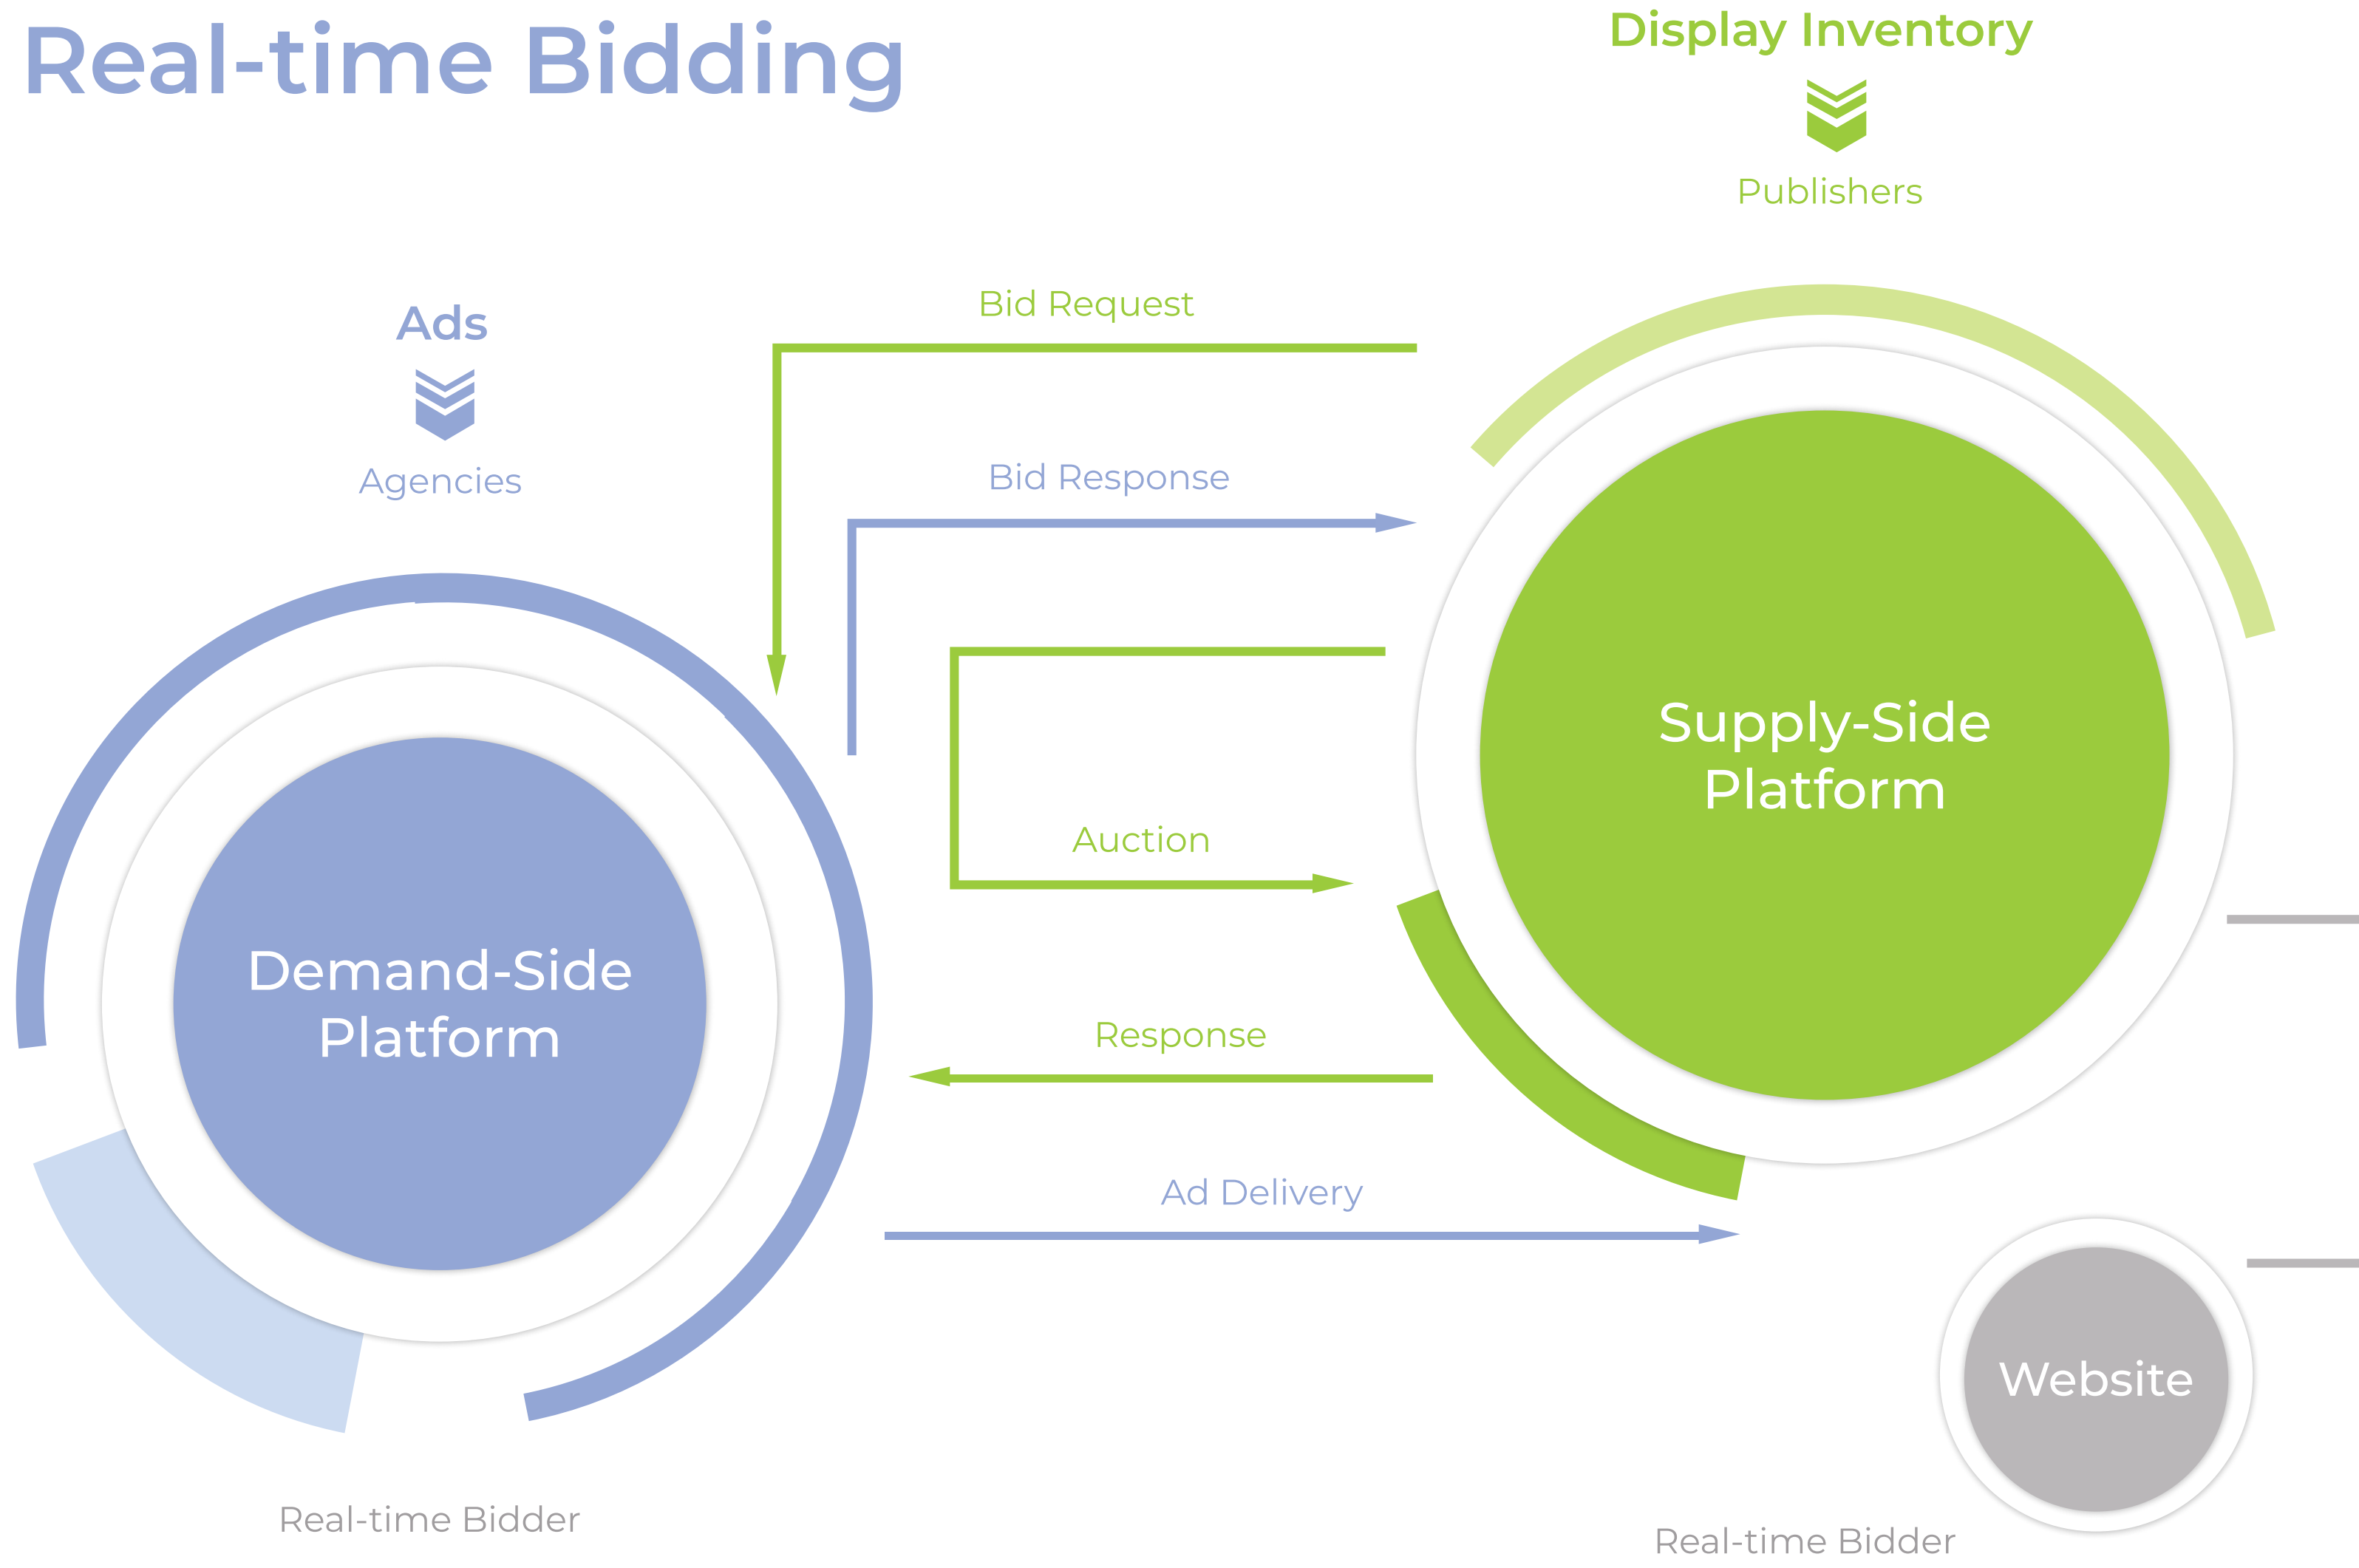 Real-time Bidding
Display Inventory
Publishers
Ads
Agencies
Bid Request
Bid Response
Supply-Side
Platform
Auction
Demand-Side
Platform
Response
Ad Delivery
Website
Real-time Bidder
Real-time Bidder